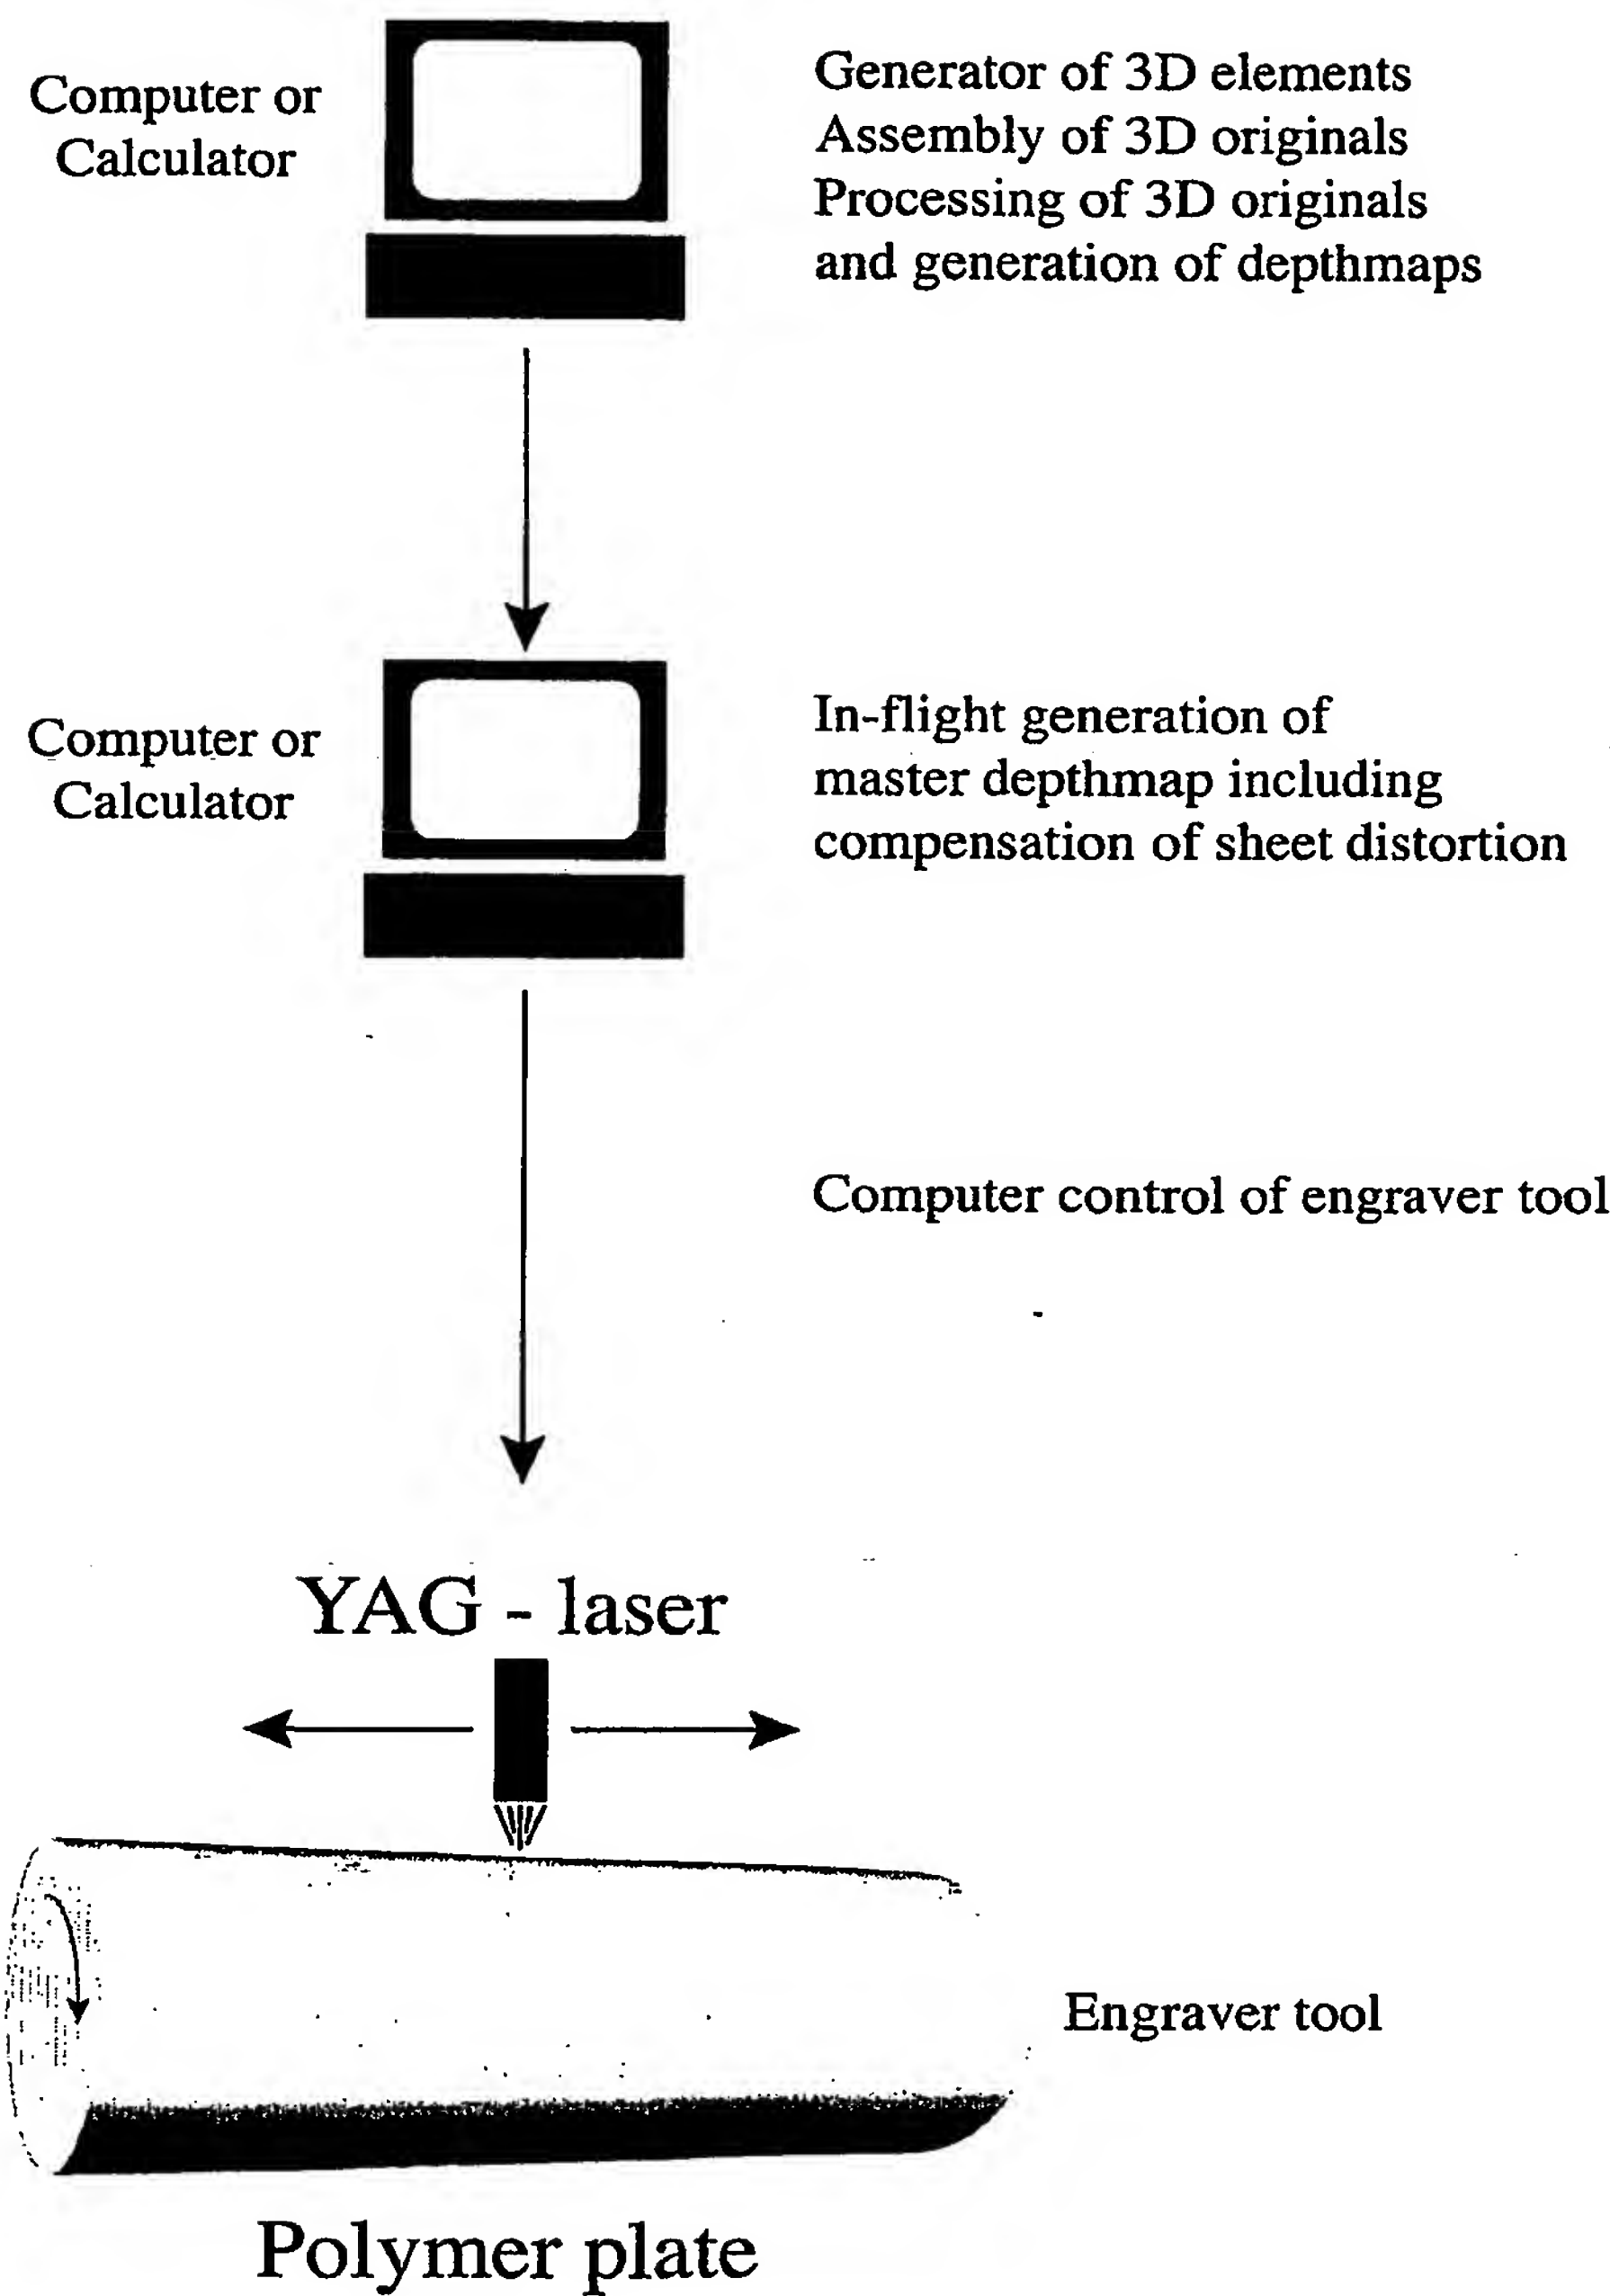 Computer or
Calculator
Generator of 3D elements
Assembly of 3D originals
Processing of 3D originals
and generation of depthmaps
Computer or
Calculator
In-flight generation of
master depthmap including
compensation of sheet distortion
Computer control of engraver tool
YAG - laser
Engraver tool
Polymer plate